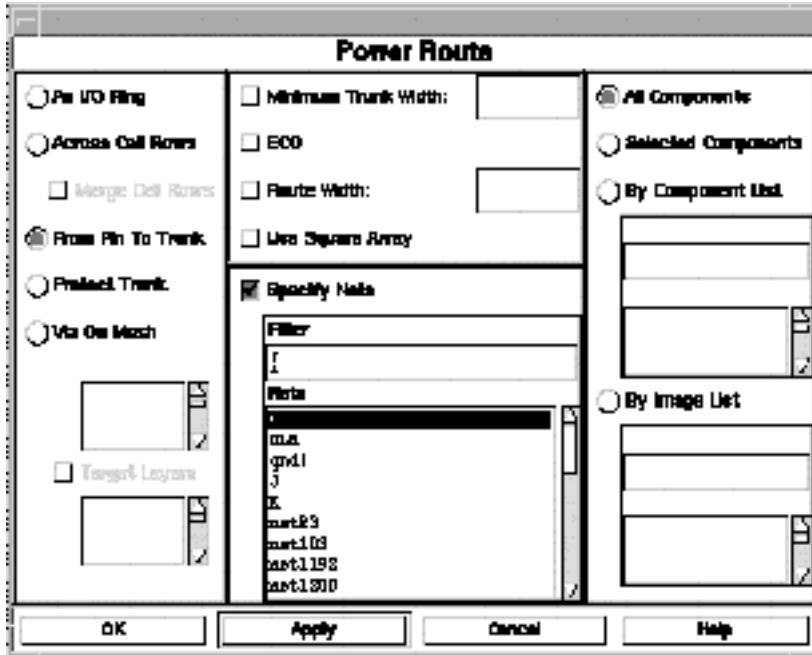 Power Route
As I/O Ring
Across Cell Rows
Merge Cell Rows
From Pin To Trunk
Protect Trunk
Via On Mesh
Target Layers
Minimum Trunk Width:
ECO
Route Width:
Use Square Array
Specify Nets
Filter
Nets
gnd!
J
K
net103
net1198
net1200
All Components
Selected Components
By Component List
By Image List
OK
Apply
Cancel
Help